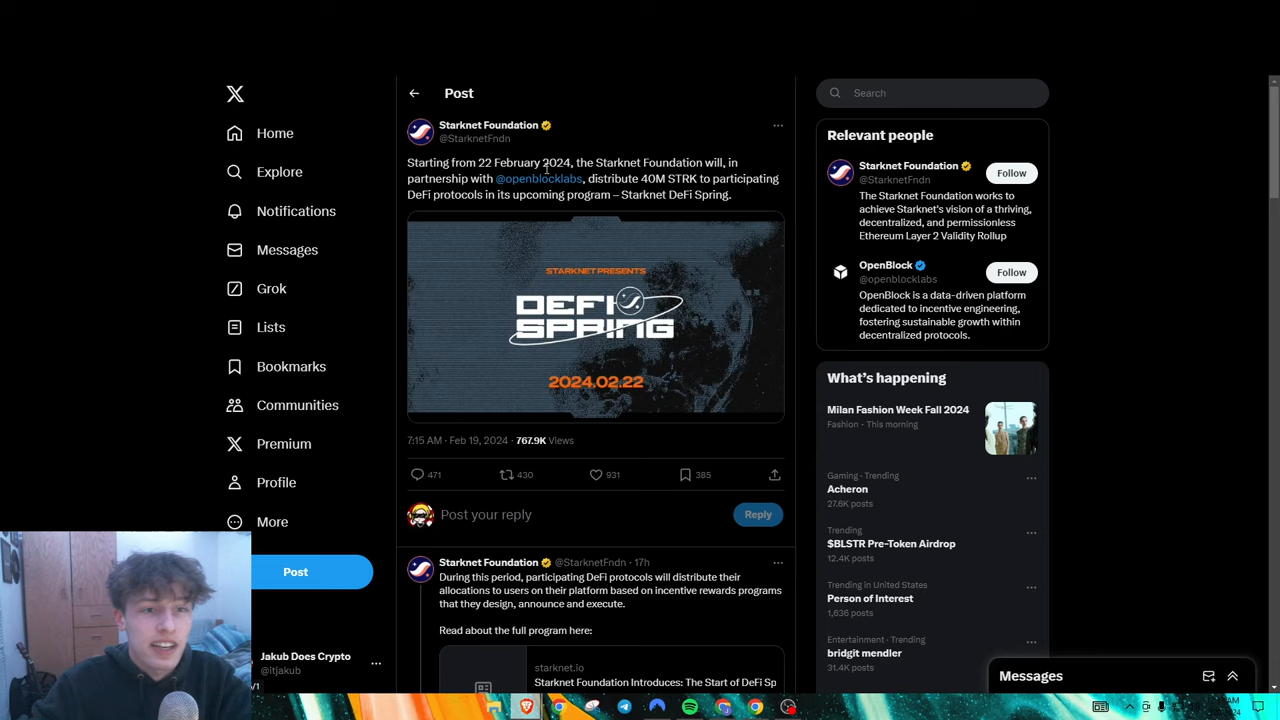 Home
Explore
Notifications
Messages
Grok
Lists
Bookmarks
Communities
Premium
Profile
More
Post
Jakub Does Crypto
@itjakub
Post
Starknet Foundation
@StarknetFndn
Starting from 22 February 2024, the Starknet Foundation will, in
partnership with @openblocklabs, distribute 40M STRK to participating
DeFi protocols in its upcoming program – Starknet DeFi Spring.
STARKNET PRESENTS
DEFI
SPRING
2024.02.22
7:15 AM · Feb 19, 2024 · 767.9K Views
471 430 931 385
Post your reply
Reply
Starknet Foundation @StarknetFndn · 17h
During this period, participating DeFi protocols will distribute their
allocations to users on their platform based on incentive rewards programs
that they design, announce and execute.
Read about the full program here:
starknet.io
Starknet Foundation Introduces: The Start of DeFi Sp
Search
Relevant people
Starknet Foundation
@StarknetFndn
Follow
The Starknet Foundation works to
achieve Starknet's vision of a thriving,
decentralized, and permissionless
Ethereum Layer 2 Validity Rollup
OpenBlock
@openblocklabs
Follow
OpenBlock is a data-driven platform
dedicated to incentive engineering,
fostering sustainable growth within
decentralized protocols.
What's happening
Milan Fashion Week Fall 2024
Fashion · This morning
Gaming · Trending
Acheron
27.6K posts
Trending
$BLSTR Pre-Token Airdrop
12.4K posts
Trending in United States
Person of Interest
1,636 posts
Entertainment · Trending
bridgit mendler
31.4K posts
Messages